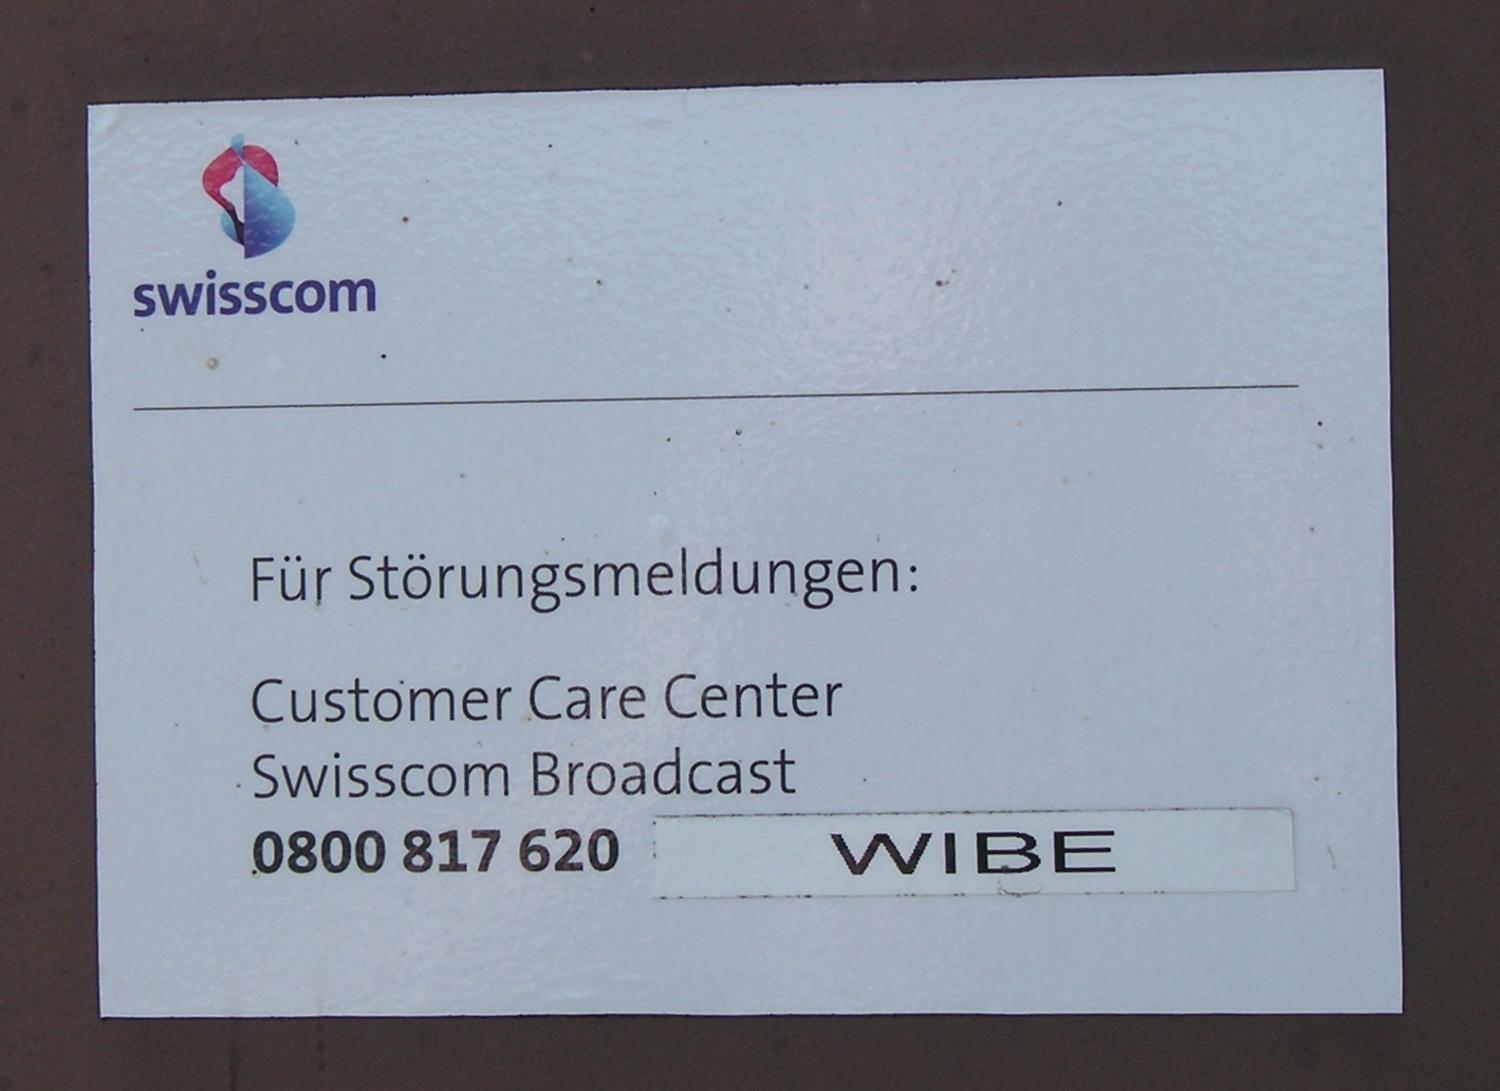 swisscom
Für Störungsmeldungen:
Customer Care Center
Swisscom Broadcast
0800 817 620 WIBE